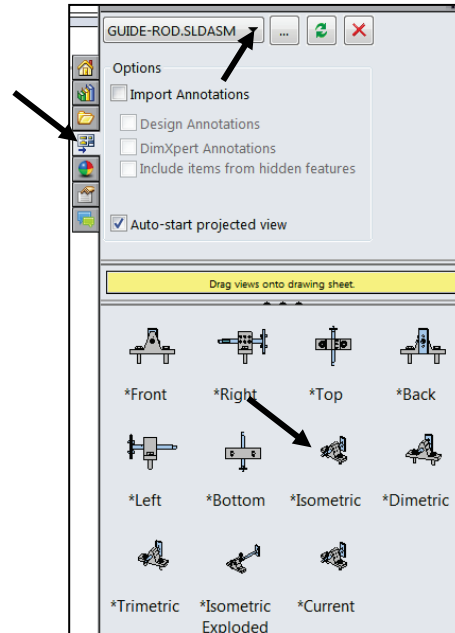 GUIDE-ROD.SLDASM ...
Options
Import Annotations
Design Annotations
DimXpert Annotations
Include items from hidden features
Auto-start projected view
Drag views onto drawing sheet.
*Front *Right *Top *Back
*Left *Bottom *Isometric *Dimetric
*Trimetric *Isometric *Current
Exploded